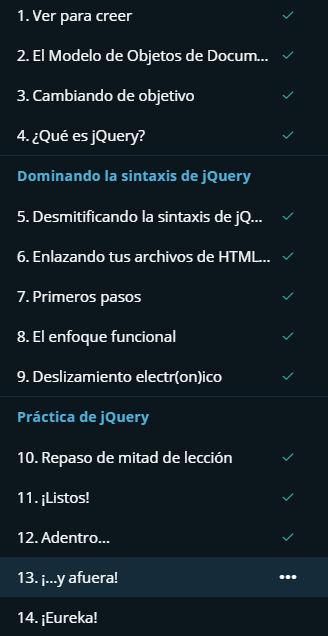 1. Ver para creer
2. El Modelo de Objetos de Docum...
3. Cambiando de objetivo
4. ¿Qué es jQuery?
Dominando la sintaxis de jQuery
5. Desmitificando la sintaxis de jQ...
6. Enlazando tus archivos de HTML...
7. Primeros pasos
8. El enfoque funcional
9. Deslizamiento electr(on)ico
Práctica de jQuery
10. Repaso de mitad de lección
11. ¡Listos!
12. Adentro...
13. ¡...y afuera!
14. ¡Eureka!